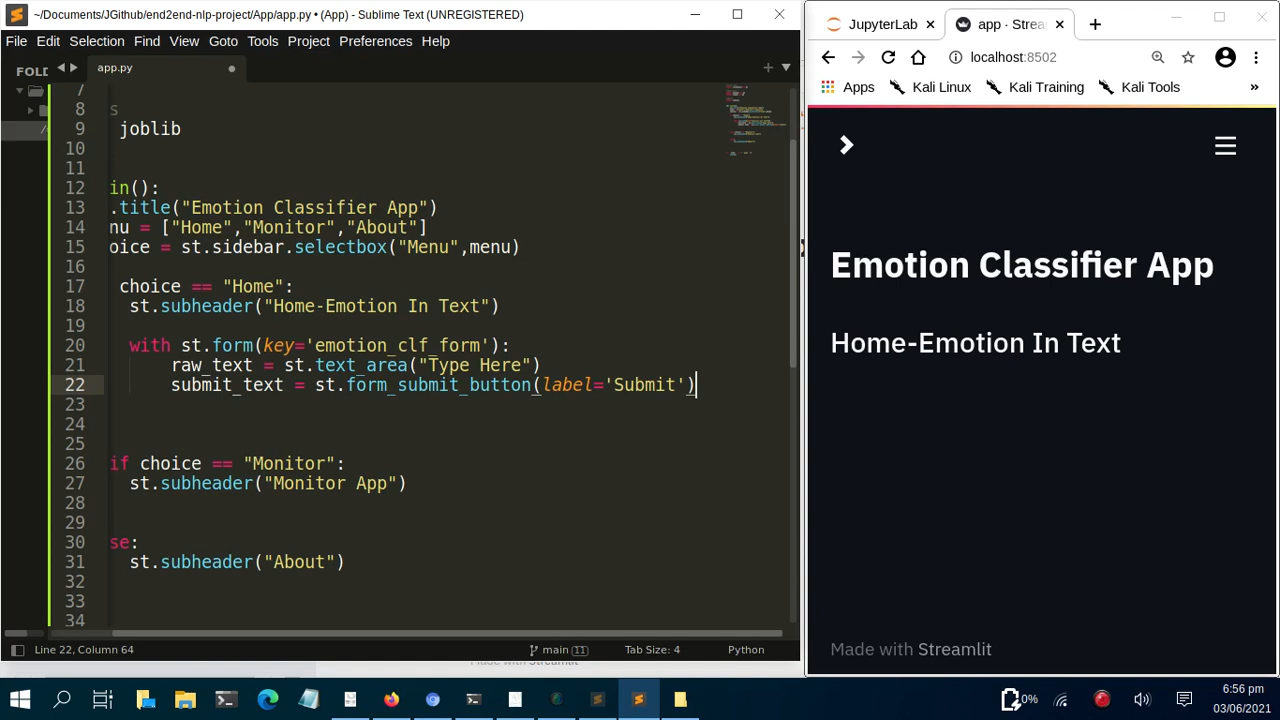 ~/Documents/JGithub/end2end-nlp-project/App/app.py • (App) - Sublime Text (UNREGISTERED)
File Edit Selection Find View Goto Tools Project Preferences Help
FOLD
app.py
7
8 s
9 joblib
10
11
12 in():
13 .title("Emotion Classifier App")
14 nu = ["Home","Monitor","About"]
15 oice = st.sidebar.selectbox("Menu",menu)
16
17 choice == "Home":
18 st.subheader("Home-Emotion In Text")
19
20 with st.form(key='emotion_clf_form'):
21 raw_text = st.text_area("Type Here")
22 submit_text = st.form_submit_button(label='Submit')
23
24
25
26 if choice == "Monitor":
27 st.subheader("Monitor App")
28
29
30 se:
31 st.subheader("About")
32
33
34
Line 22, Column 64
main 11
Tab Size: 4
Python
JupyterLab
app · Strea
localhost:8502
Apps Kali Linux Kali Training Kali Tools »
Emotion Classifier App
Home-Emotion In Text
Made with Streamlit
0%
6:56 pm
03/06/2021